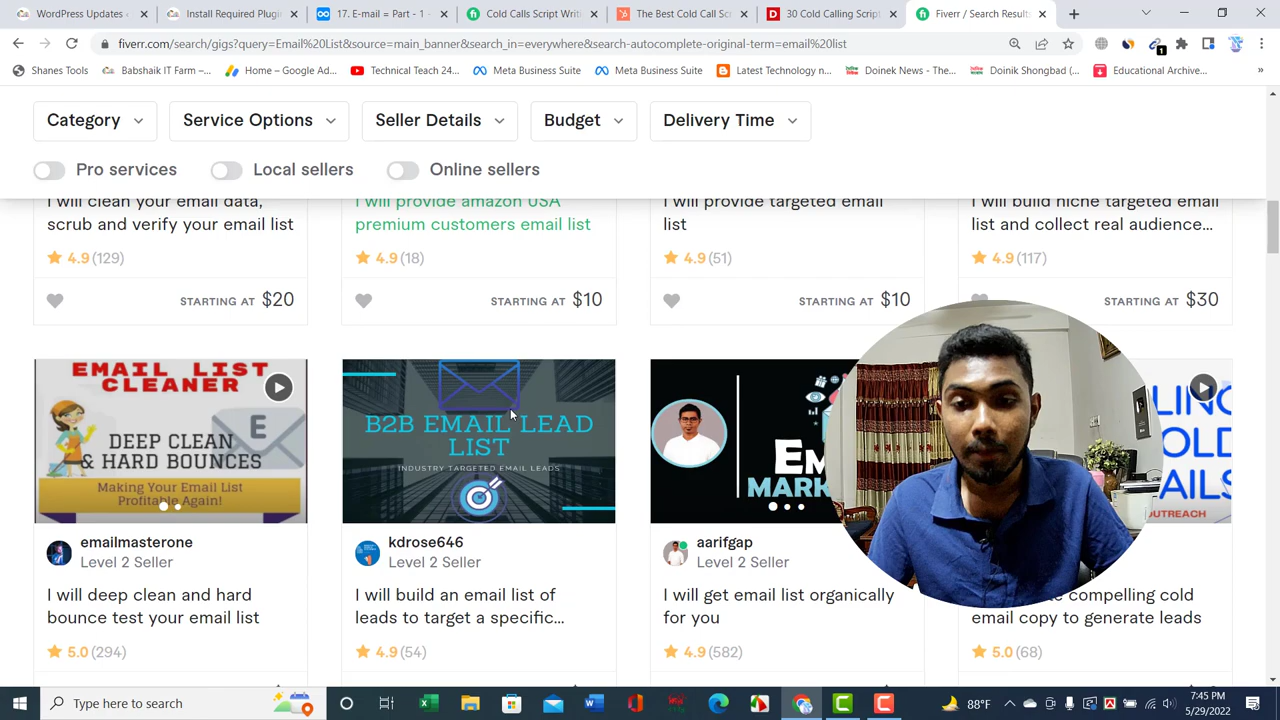 WordPress Updates
Install Required Plugi
17. E-mail = Part - 1
Cold Calls Script Write
The Best Cold Call Scr
30 Cold Calling Script
Fiverr / Search Results
fiverr.com/search/gigs?query=Email%20List&source=main_banner&search_in=everywhere&search-autocomplete-original-term=email%20list
Shanes Tools
Babshaik IT Farm –...
Home – Google Ad...
Technical Teach 24...
Meta Business Suite
Meta Business Suite
Latest Technology n...
Doinek News - The...
Doinik Shongbad (...
Educational Archive...
»
Category
Service Options
Seller Details
Budget
Delivery Time
Pro services
Local sellers
Online sellers
I will clean your email data,
scrub and verify your email list
4.9 (129)
STARTING AT $20
I will provide amazon USA
premium customers email list
4.9 (18)
STARTING AT $10
I will provide targeted email
list
4.9 (51)
STARTING AT $10
I will build niche targeted email
list and collect real audience...
4.9 (117)
STARTING AT $30
EMAIL LIST
CLEANER
E
DEEP CLEAN
& HARD BOUNCES
Making Your Email List
Profitable Again!
emailmasterone
Level 2 Seller
I will deep clean and hard
bounce test your email list
5.0 (294)
B2B EMAIL LEAD
LIST
INDUSTRY TARGETED EMAIL LEADS
kdrose646
Level 2 Seller
I will build an email list of
leads to target a specific...
4.9 (54)
aarifgap
Level 2 Seller
I will get email list organically
for you
4.9 (582)
OUTREACH
compelling cold
email copy to generate leads
5.0 (68)
Type here to search
88°F
7:45 PM
5/29/2022